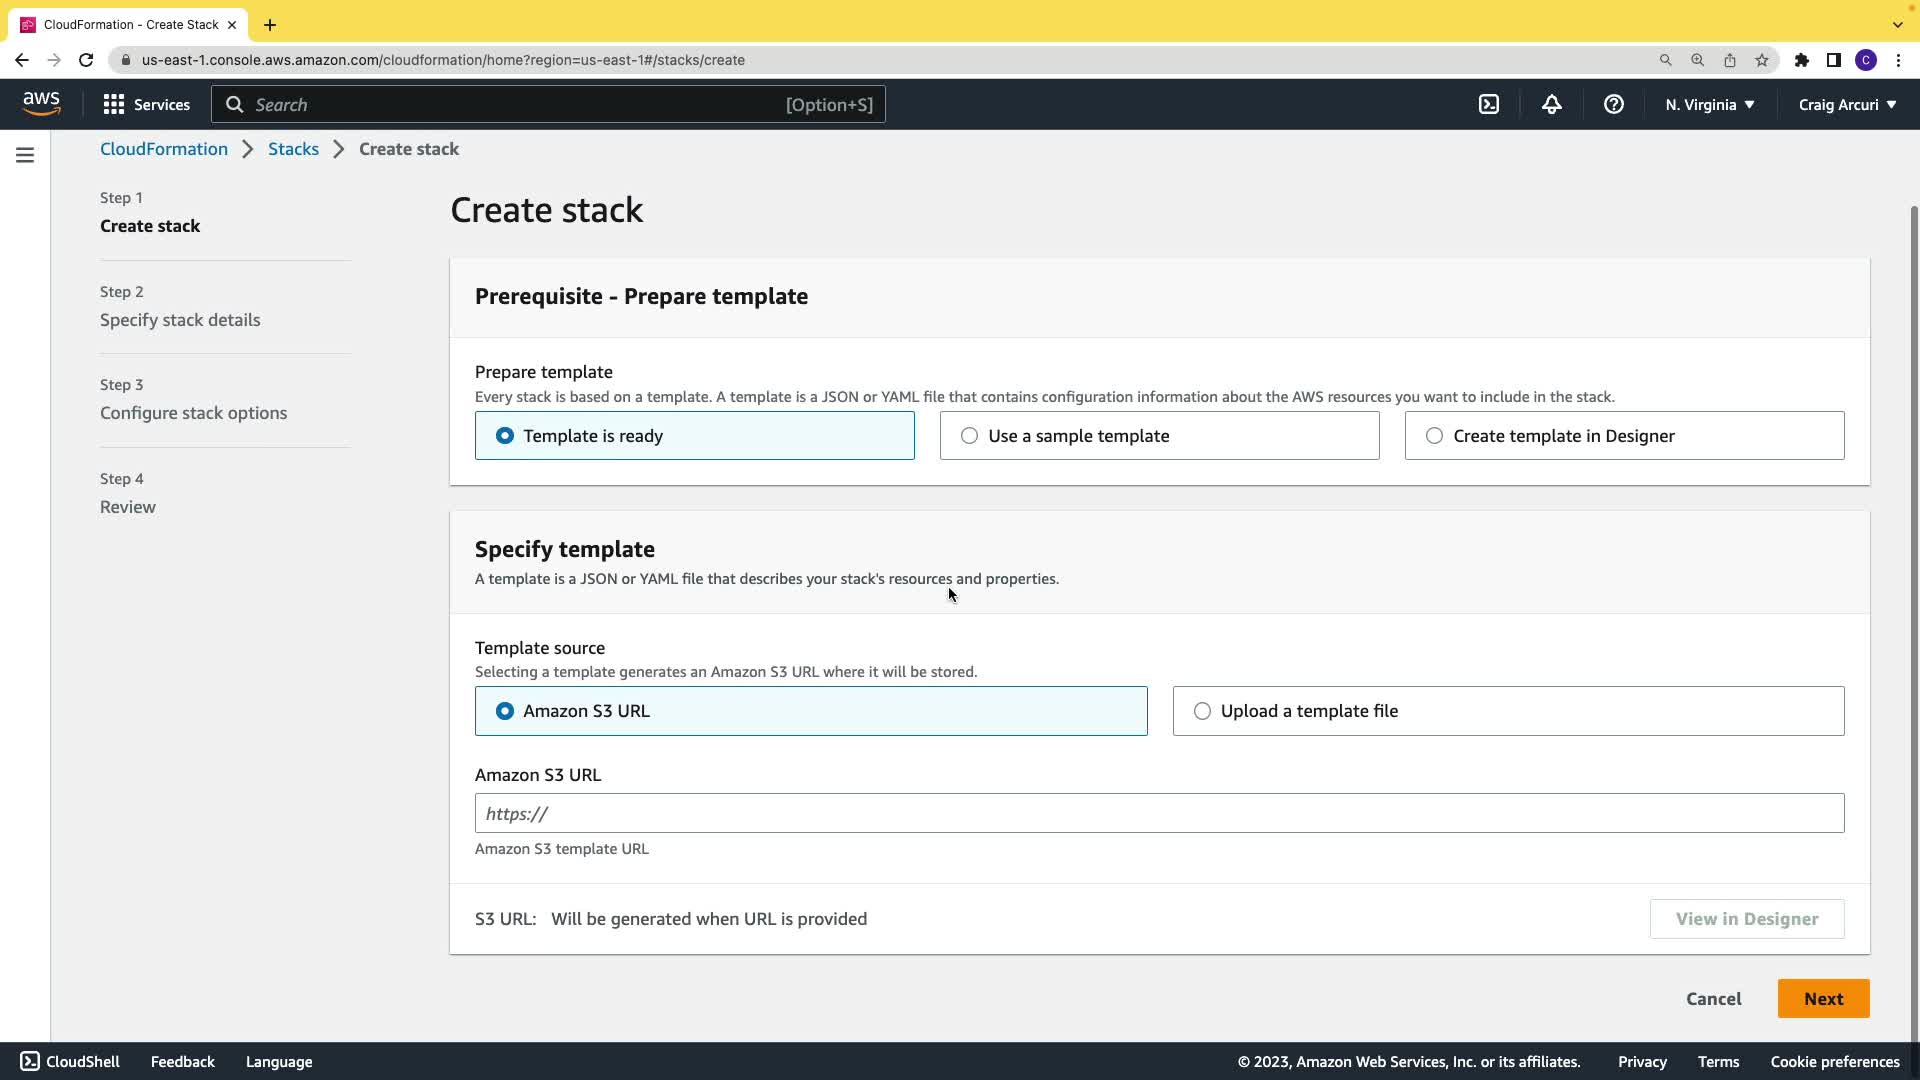 CloudFormation - Create Stack
us-east-1.console.aws.amazon.com/cloudformation/home?region=us-east-1#/stacks/create
C
aws
Services
Search
[Option+S]
N. Virginia
Craig Arcuri
CloudFormation
Stacks
Create stack
Step 1
Create stack
Step 2
Specify stack details
Step 3
Configure stack options
Step 4
Review
Create stack
Prerequisite - Prepare template
Prepare template
Every stack is based on a template. A template is a JSON or YAML file that contains configuration information about the AWS resources you want to include in the stack.
Template is ready
Use a sample template
Create template in Designer
Specify template
A template is a JSON or YAML file that describes your stack's resources and properties.
Template source
Selecting a template generates an Amazon S3 URL where it will be stored.
Amazon S3 URL
Upload a template file
Amazon S3 URL
https://
Amazon S3 template URL
S3 URL: Will be generated when URL is provided
View in Designer
Cancel
Next
CloudShell
Feedback
Language
© 2023, Amazon Web Services, Inc. or its affiliates.
Privacy
Terms
Cookie preferences